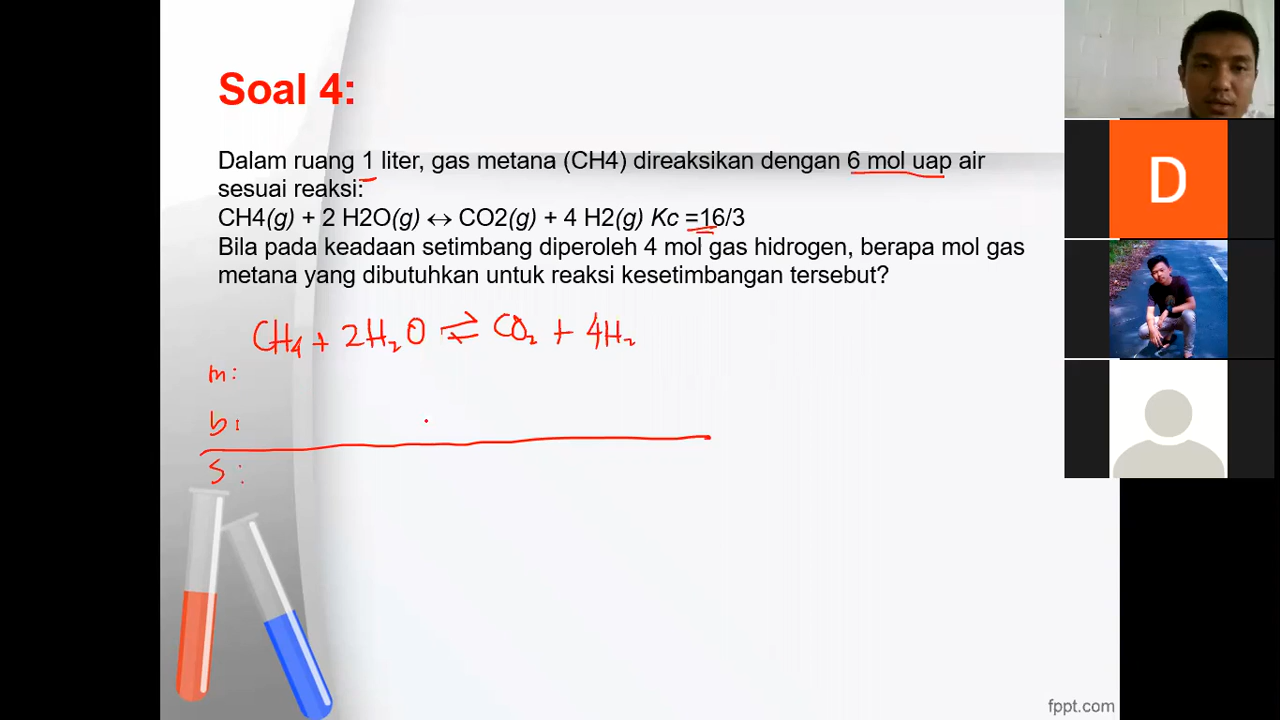 Soal 4:
Dalam ruang 1 liter, gas metana (CH4) direaksikan dengan 6 mol uap air
sesuai reaksi:
CH4(g) + 2 H2O(g) ↔ CO2(g) + 4 H2(g) Kc =16/3
Bila pada keadaan setimbang diperoleh 4 mol gas hidrogen, berapa mol gas
metana yang dibutuhkan untuk reaksi kesetimbangan tersebut?
CH₄ + 2H₂O ⇌ CO₂ + 4H₂
m:
b:
S:
D
fppt.com